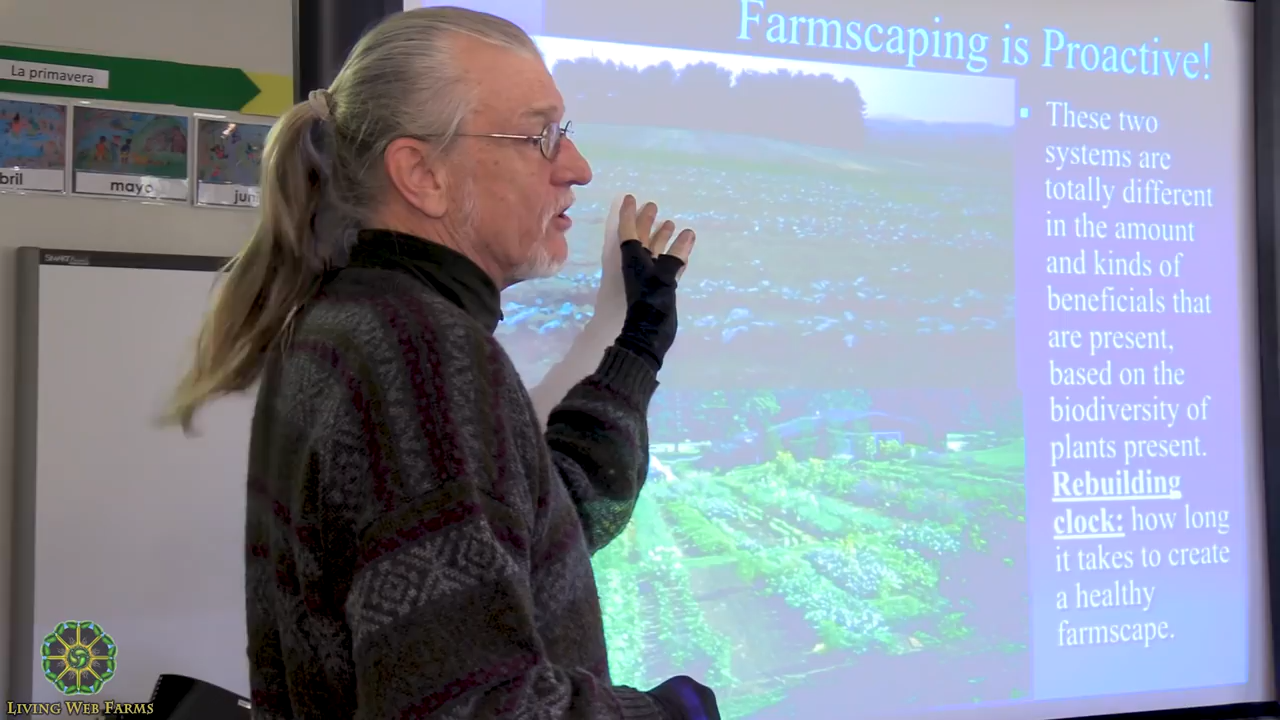 Farmscaping is Proactive!
These two
systems are
totally different
in the amount
and kinds of
beneficials that
are present,
based on the
biodiversity of
plants present.
Rebuilding
clock: how long
it takes to create
a healthy
farmscape.
La primavera
bril
mayo
jun
SMART
LIVING WEB FARMS